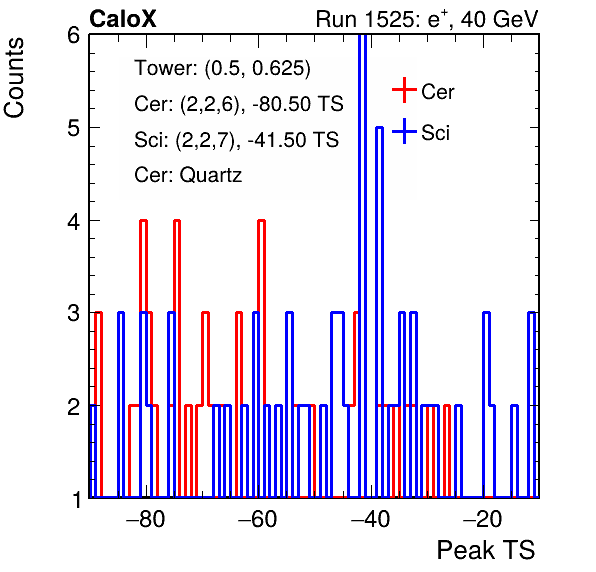 CaloX Run 1525: e⁺, 40 GeV
Counts
Tower: (0.5, 0.625)
Cer: (2,2,6), -80.50 TS
Sci: (2,2,7), -41.50 TS
Cer: Quartz
Cer
Sci
6
5
4
3
2
1
−80 −60 −40 −20
Peak TS